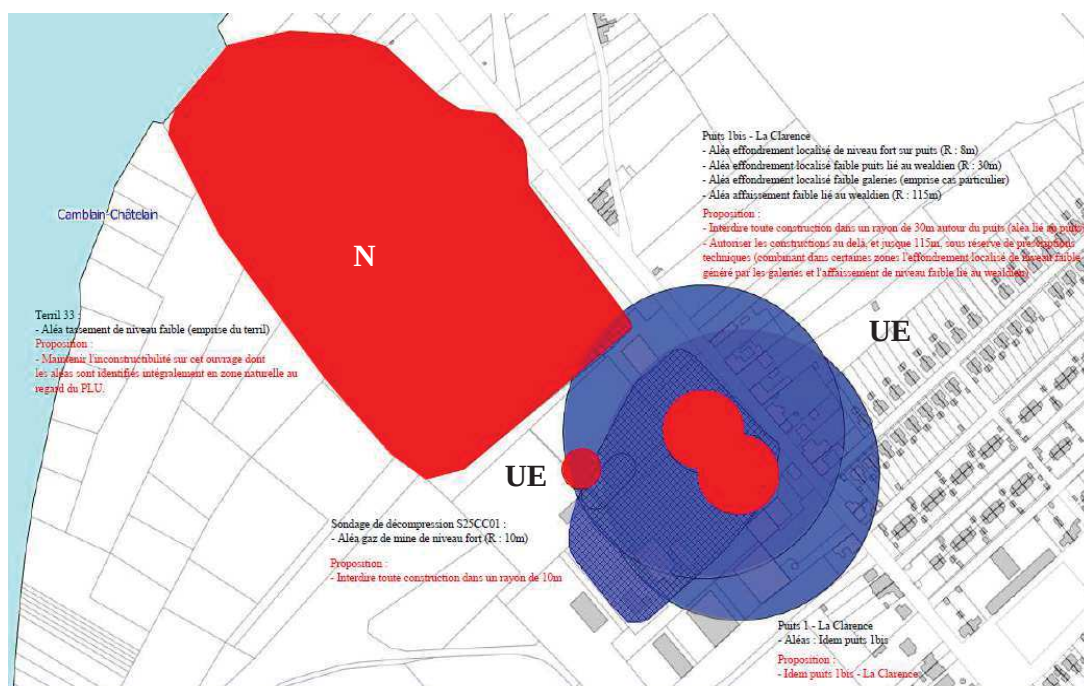 Puits 1bis - La Clarence
- Aléa effondrement localisé de niveau fort sur puits (R : 8m)
- Aléa effondrement localisé faible puits lié au wealdien (R : 30m)
- Aléa effondrement localisé faible galeries (emprise cas particulier)
- Aléa affaissement faible lié au wealdien (R : 115m)
Proposition :
- Interdire toute construction dans un rayon de 30m autour du puits (aléa lié au puits)
- Autoriser les constructions au delà, et jusque 115m, sous réserve de prescriptions
techniques (combinant dans certaines zones l'effondrement localisé de niveau faible
généré par les galeries et l'affaissement de niveau faible lié au wealdien)
Camblain-Châtelain
N
Terril 33 :
- Aléa tassement de niveau faible (emprise du terril)
Proposition :
- Maintenir l'inconstructibilité sur cet ouvrage dont
les aléas sont identifiés intégralement en zone naturelle au
regard du PLU.
UE
UE
Sondage de décompression S25CC01 :
- Aléa gaz de mine de niveau fort (R : 10m)
Proposition :
- Interdire toute construction dans un rayon de 10m
Puits 1 - La Clarence
- Aléas : Idem puits 1bis
Proposition :
- Idem puits 1bis - La Clarence